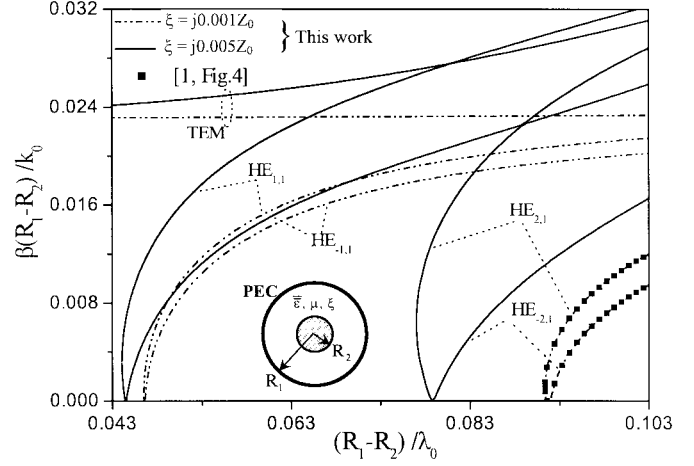 0.032
ξ = j0.001Z₀
ξ = j0.005Z₀
} This work
[1, Fig.4]
0.024
TEM
HE₁,₁
0.016
HE₋₁,₁
HE₂,₁
PEC
ε̿, μ, ξ
0.008
HE₋₂,₁
R₂
R₁
0.000
0.043
0.063
0.083
0.103
β(R₁-R₂) /k₀
(R₁-R₂) /λ₀